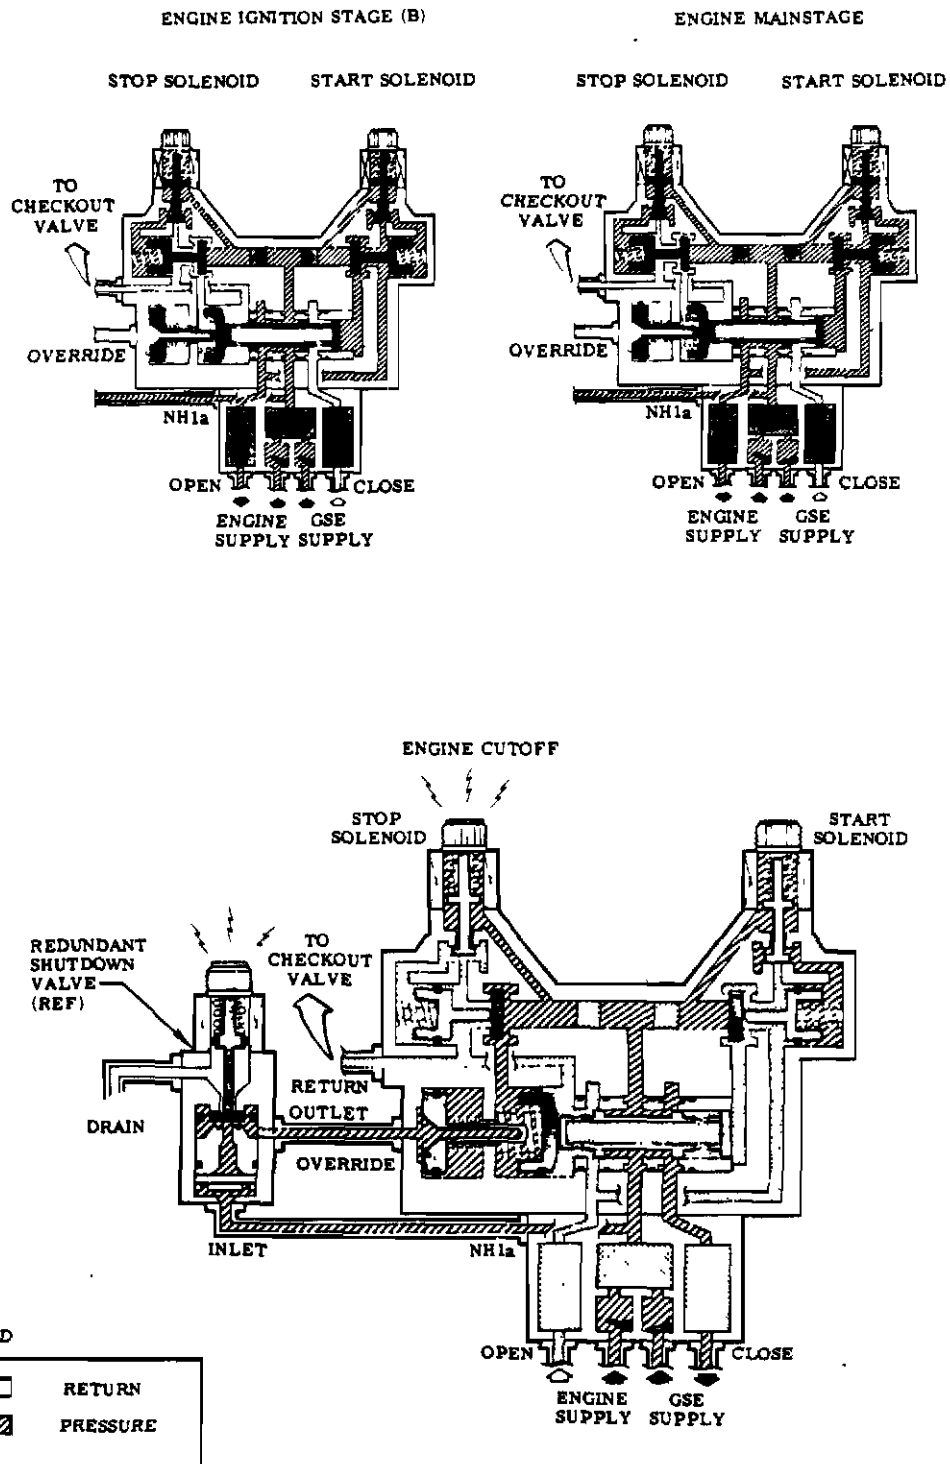 ENGINE IGNITION STAGE (B)
STOP SOLENOID
START SOLENOID
TO
CHECKOUT
VALVE
OVERRIDE
NH1a
OPEN
CLOSE
ENGINE
SUPPLY
GSE
SUPPLY
ENGINE MAINSTAGE
STOP SOLENOID
START SOLENOID
TO
CHECKOUT
VALVE
OVERRIDE
NH1a
OPEN
CLOSE
ENGINE
SUPPLY
GSE
SUPPLY
ENGINE CUTOFF
STOP
SOLENOID
START
SOLENOID
REDUNDANT
SHUTDOWN
VALVE
(REF)
TO
CHECKOUT
VALVE
DRAIN
RETURN
OUTLET
OVERRIDE
INLET
NH1a
OPEN
CLOSE
ENGINE
SUPPLY
GSE
SUPPLY
D
RETURN
PRESSURE